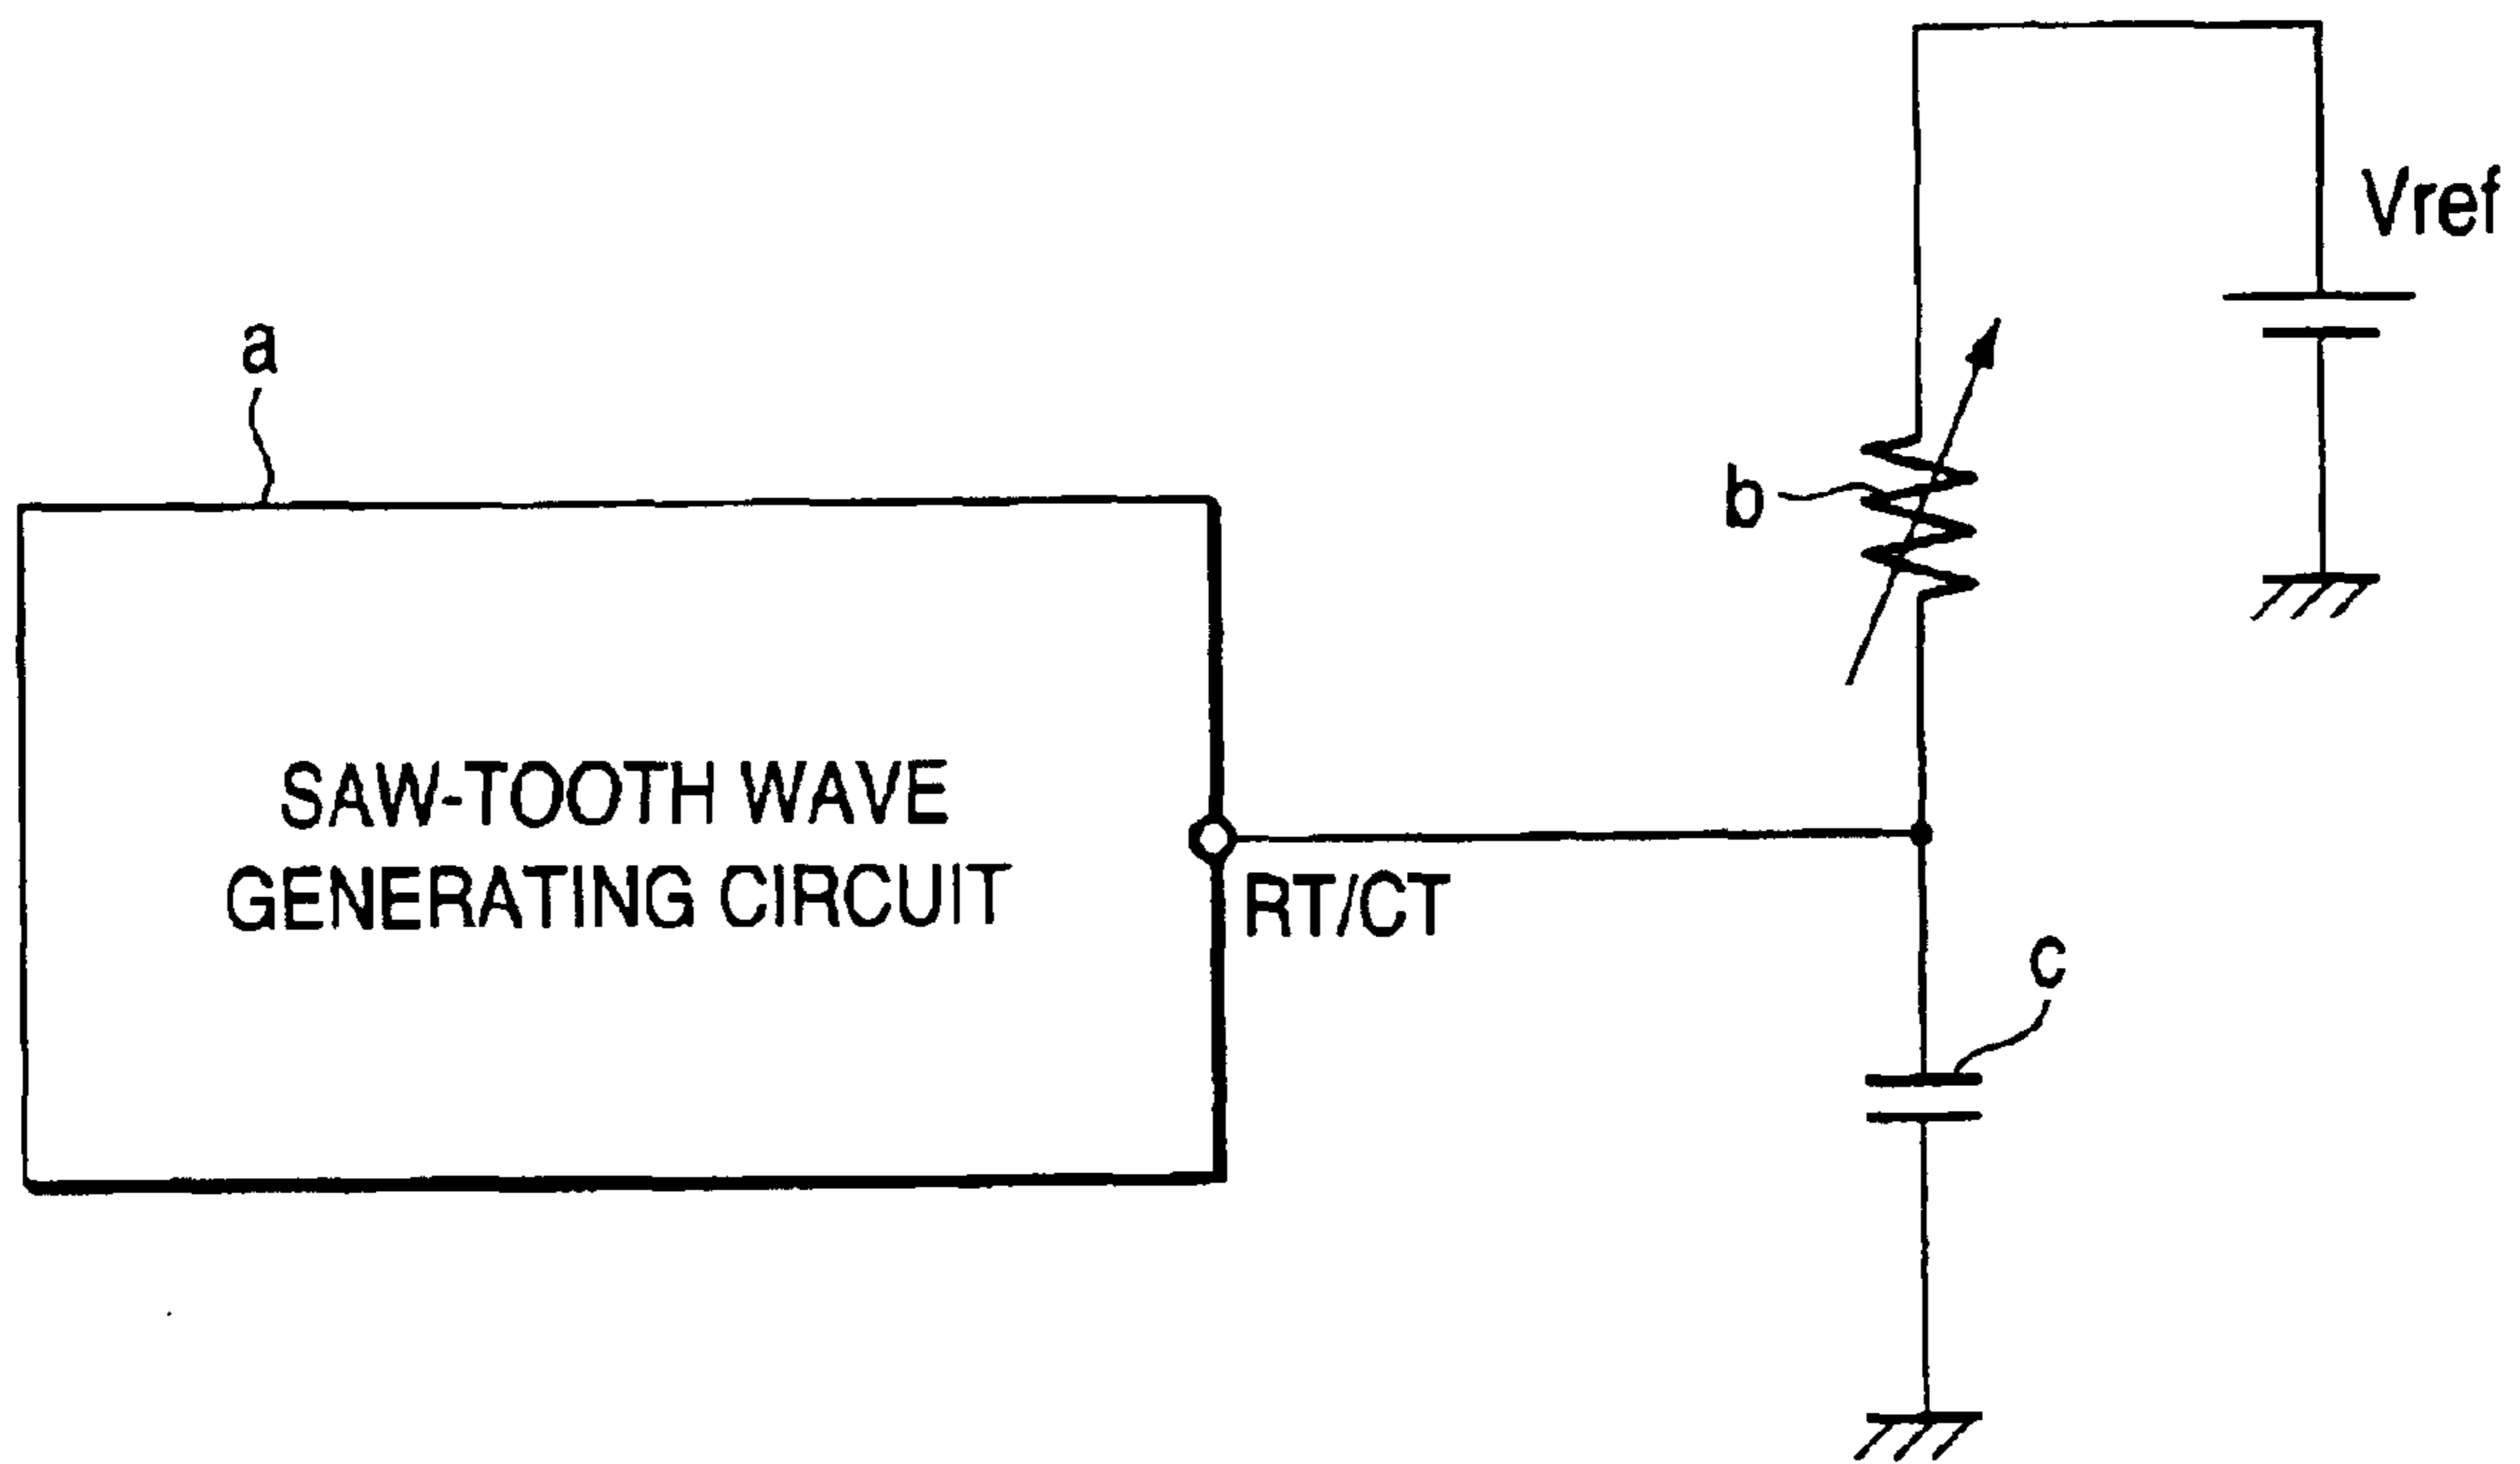 Vref
a
b
SAW-TOOTH WAVE
GENERATING CIRCUIT
RT/CT
c